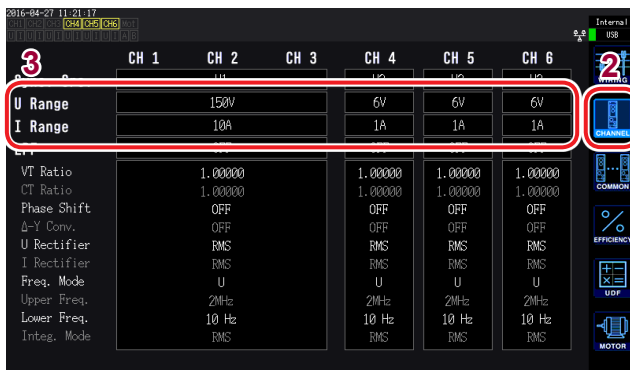 2016-04-27 11:21:17
CH1 CH2 CH3 CH4 CH5 CH6 Mot
U I U I U I U I U I U I A B
Internal
USB
CH 1 CH 2 CH 3 CH 4 CH 5 CH 6
3
2
WIRING
U Range 150V 6V 6V 6V
I Range 10A 1A 1A 1A
CHANNEL
VT Ratio 1.00000 1.00000 1.00000 1.00000
CT Ratio 1.00000 1.00000 1.00000 1.00000
COMMON
Phase Shift OFF OFF OFF OFF
Δ-Y Conv. OFF OFF OFF OFF
U Rectifier RMS RMS RMS RMS
EFFICIENCY
I Rectifier RMS RMS RMS RMS
Freq. Mode U U U U
Upper Freq. 2MHz 2MHz 2MHz 2MHz
UDF
Lower Freq. 10 Hz 10 Hz 10 Hz 10 Hz
Integ. Mode RMS RMS RMS RMS
MOTOR